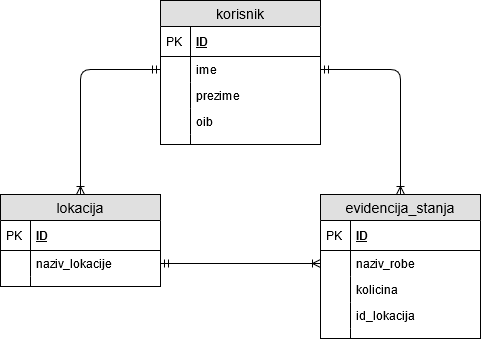 korisnik
PK ID
ime
prezime
oib
lokacija
PK ID
naziv_lokacije
evidencija_stanja
PK ID
naziv_robe
kolicina
id_lokacija